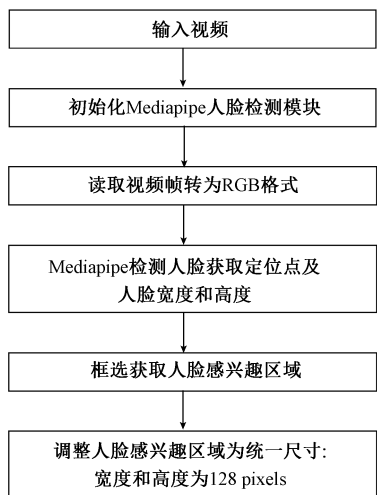 输入视频
初始化Mediapipe人脸检测模块
读取视频帧转为RGB格式
Mediapipe检测人脸获取定位点及
人脸宽度和高度
框选获取人脸感兴趣区域
调整人脸感兴趣区域为统一尺寸:
宽度和高度为128 pixels